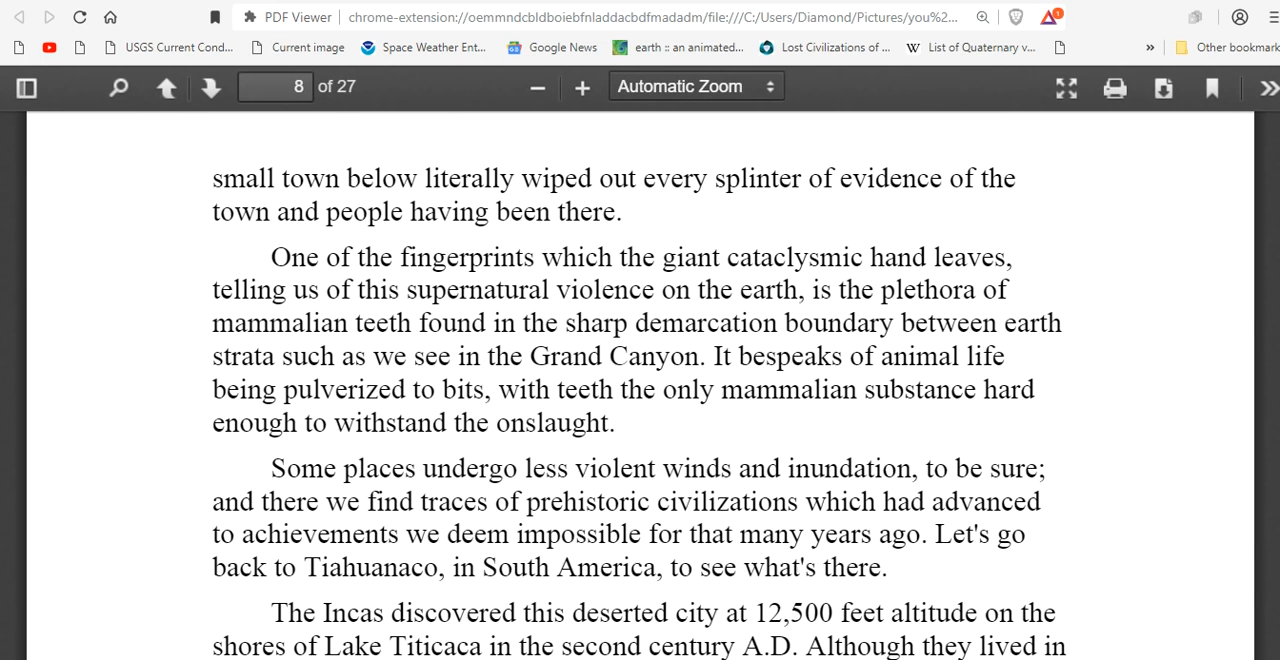 PDF Viewer chrome-extension://oemmndcbldboiebfnladdacbdfmadadm/file:///C:/Users/Diamond/Pictures/you%2... 1
USGS Current Cond... Current image Space Weather Ent... Google News earth :: an animated... Lost Civilizations of ... W List of Quaternary v... » Other bookmark
8 of 27 Automatic Zoom
small town below literally wiped out every splinter of evidence of the
town and people having been there.
One of the fingerprints which the giant cataclysmic hand leaves,
telling us of this supernatural violence on the earth, is the plethora of
mammalian teeth found in the sharp demarcation boundary between earth
strata such as we see in the Grand Canyon. It bespeaks of animal life
being pulverized to bits, with teeth the only mammalian substance hard
enough to withstand the onslaught.
Some places undergo less violent winds and inundation, to be sure;
and there we find traces of prehistoric civilizations which had advanced
to achievements we deem impossible for that many years ago. Let's go
back to Tiahuanaco, in South America, to see what's there.
The Incas discovered this deserted city at 12,500 feet altitude on the
shores of Lake Titicaca in the second century A.D. Although they lived in